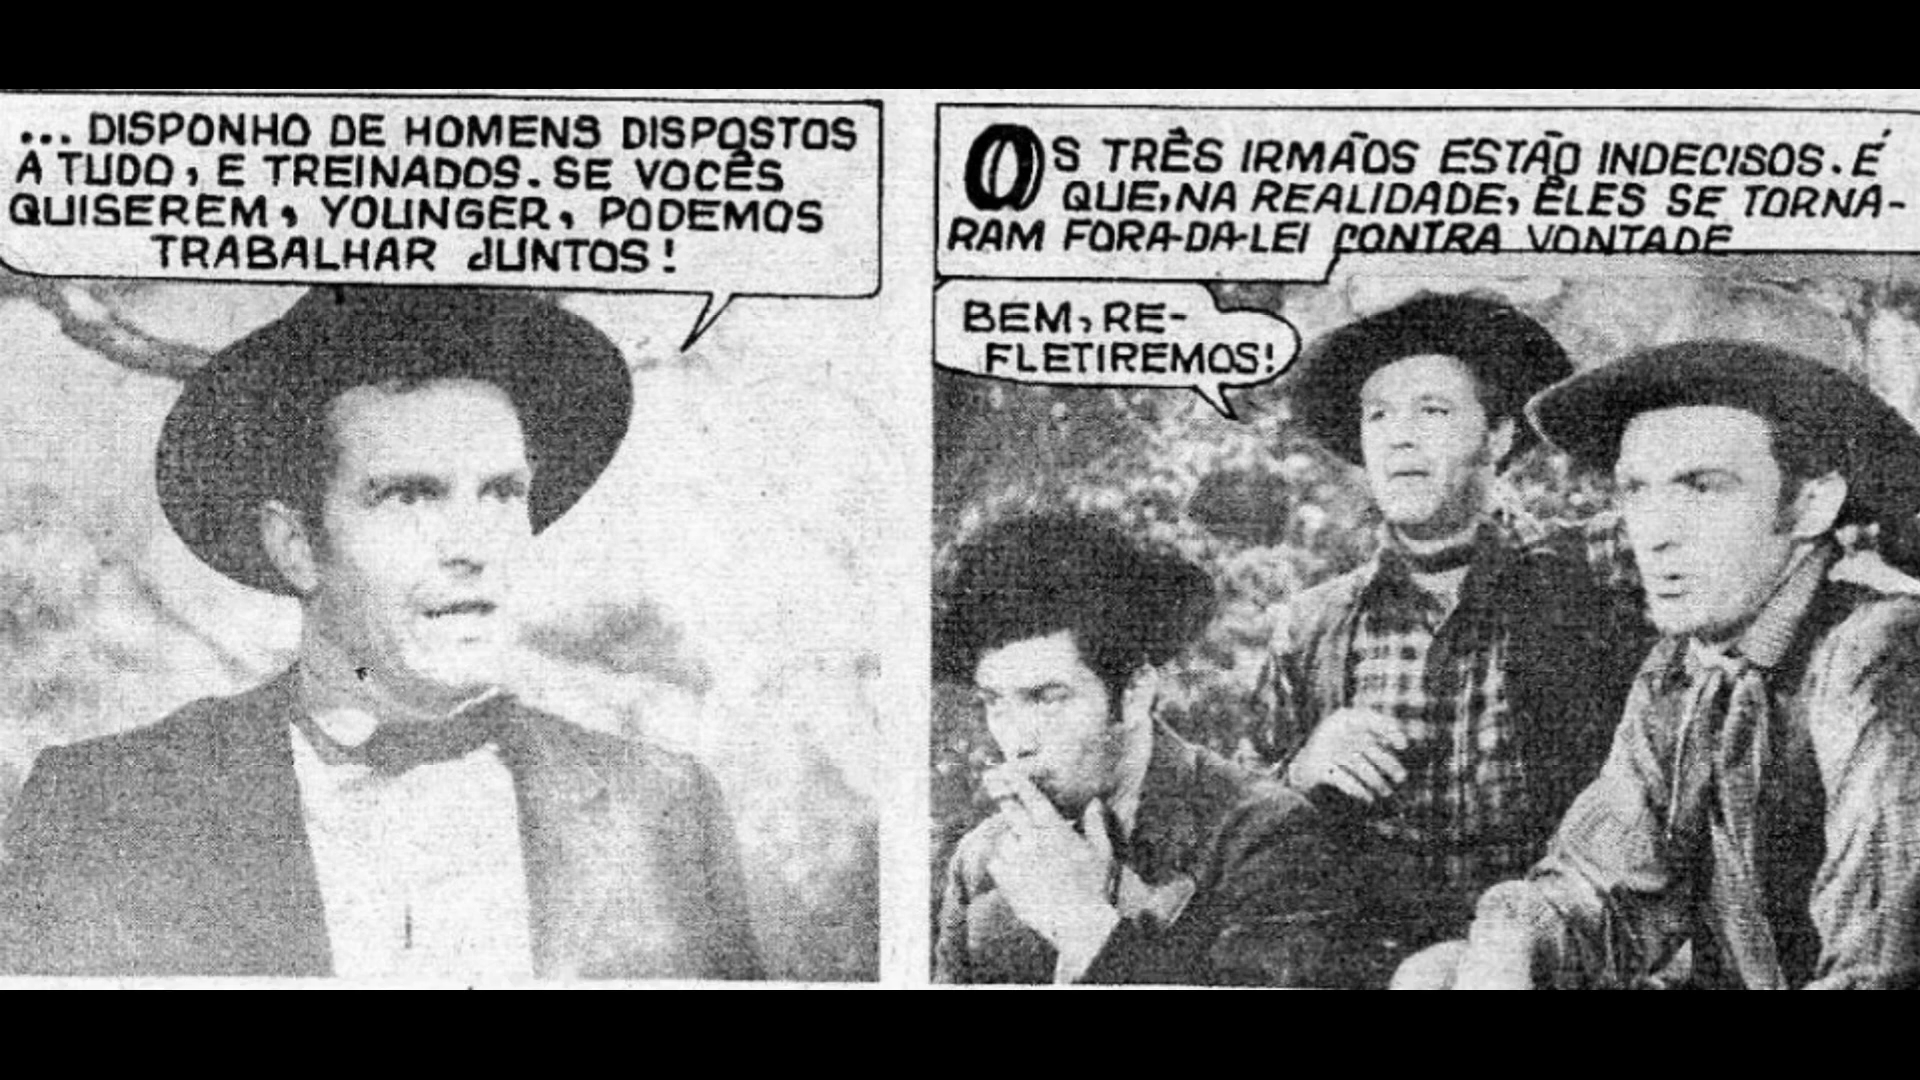 ... DISPONHO DE HOMENS DISPOSTOS
A TUDO, E TREINADOS. SE VOCÊS
QUISEREM, YOUNGER, PODEMOS
TRABALHAR JUNTOS!
OS TRÊS IRMÃOS ESTÃO INDECISOS. É
QUE, NA REALIDADE, ÊLES SE TORNA-
RAM FORA-DA-LEI CONTRA VONTADE
BEM, RE-
FLETIREMOS!